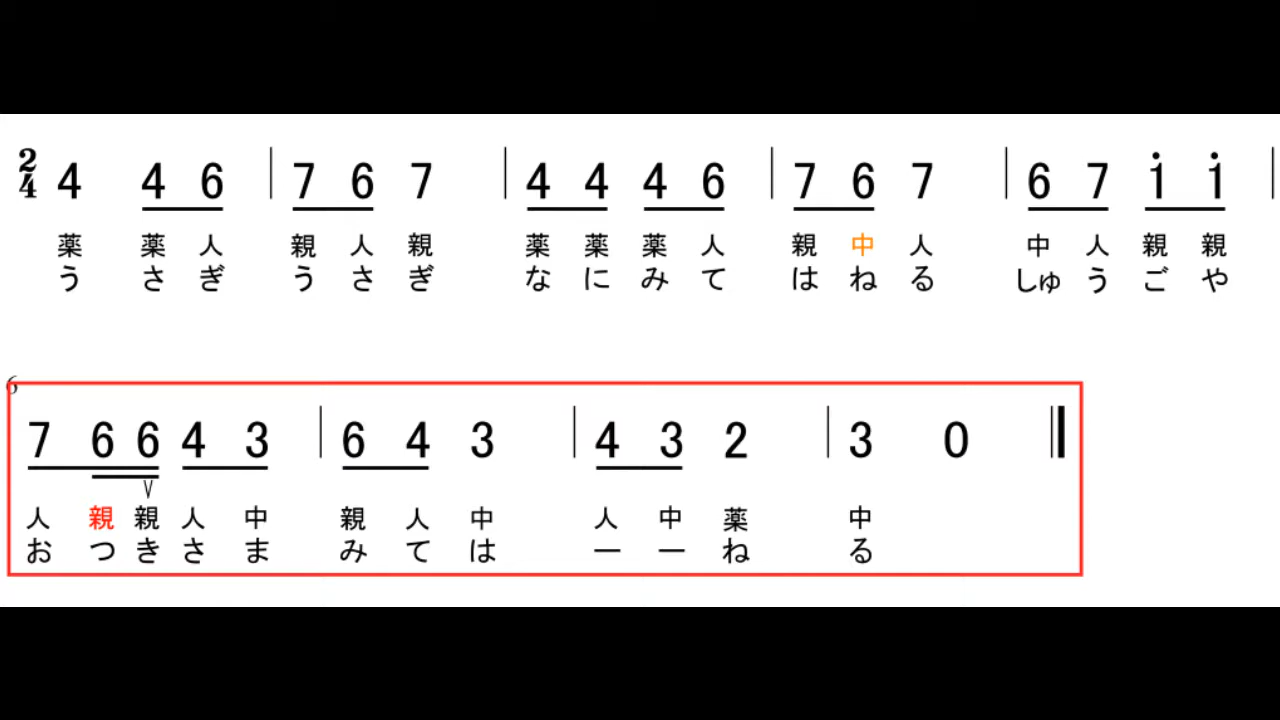 2/4 4 4 6 | 7 6 7 | 4 4 4 6 | 7 6 7 | 6 7 1̇ 1̇ |
薬 薬 人 親 人 親 薬 薬 薬 人 親 中 人 中 人 親 親
う さ ぎ う さ ぎ な に み て は ね る しゅ う ご や
6
7 6 6 4 3 | 6 4 3 | 4 3 2 | 3 0
人 親 親 人 中 親 人 中 人 中 薬 中
お つ き さ ま み て は ー ー ね る